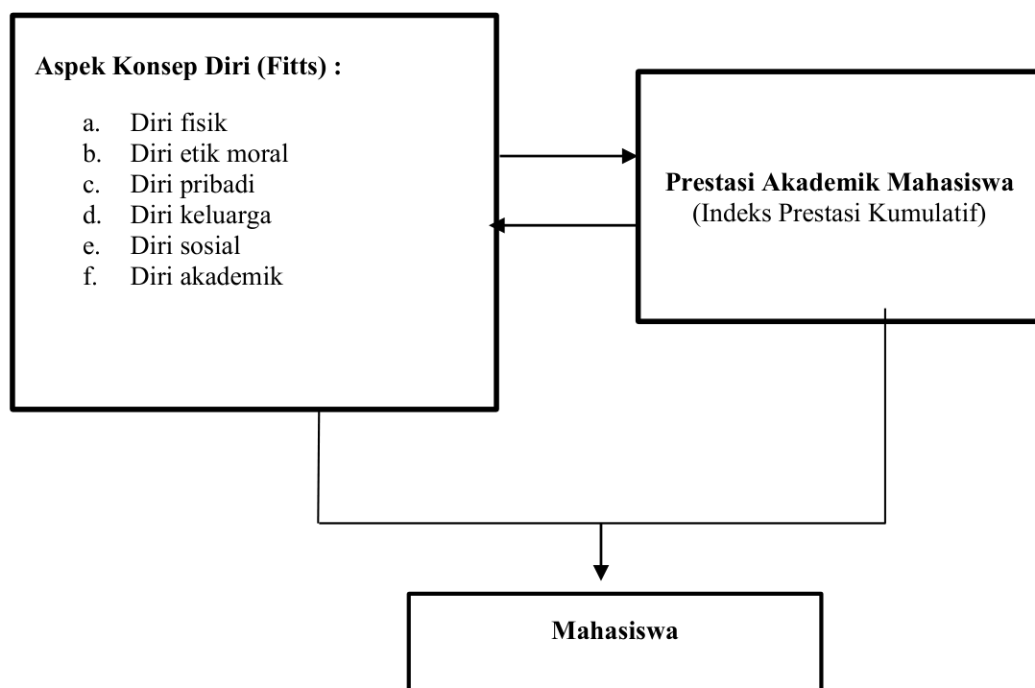 Aspek Konsep Diri (Fitts) :
a. Diri fisik
b. Diri etik moral
c. Diri pribadi
d. Diri keluarga
e. Diri sosial
f. Diri akademik
Prestasi Akademik Mahasiswa
(Indeks Prestasi Kumulatif)
Mahasiswa